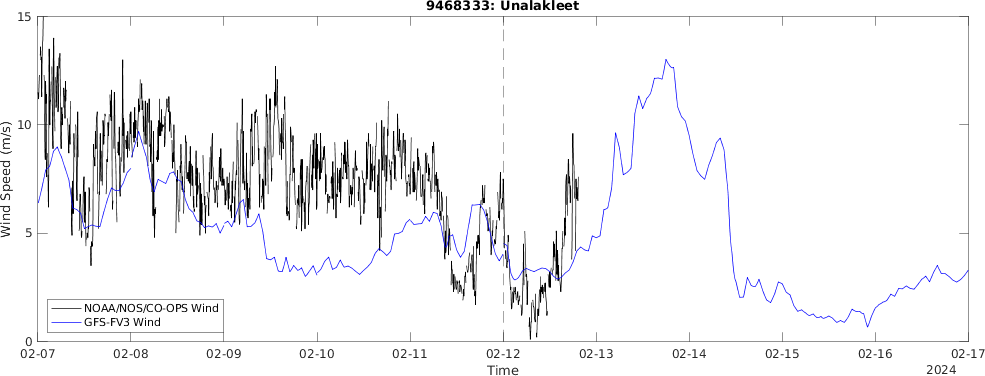 9468333: Unalakleet
15
10
5
0
Wind Speed (m/s)
NOAA/NOS/CO-OPS Wind
GFS-FV3 Wind
02-07 02-08 02-09 02-10 02-11 02-12 02-13 02-14 02-15 02-16 02-17
Time
2024